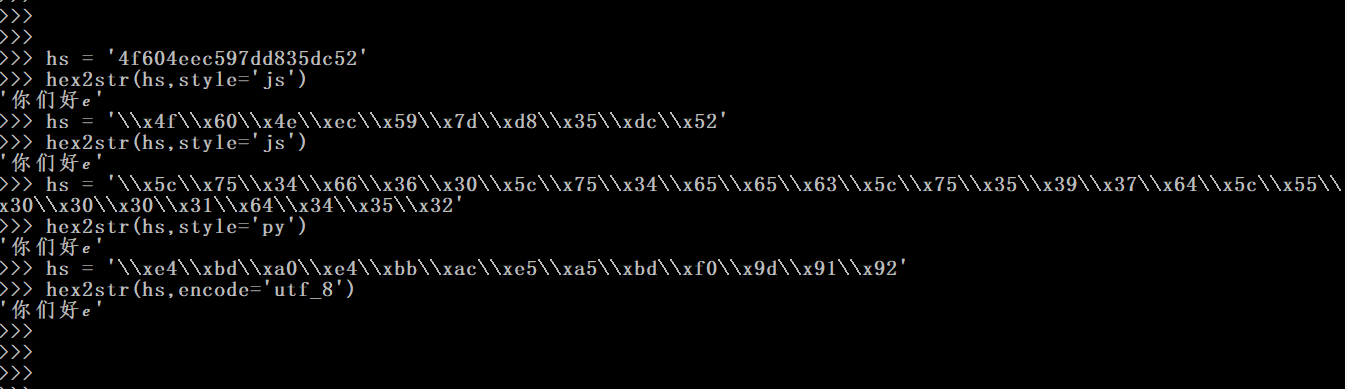 >>>
>>>
>>> hs = '4f604eec597dd835dc52'
>>> hex2str(hs,style='js')
'你们好𝑒'
>>> hs = '\\x4f\\x60\\x4e\\xec\\x59\\x7d\\xd8\\x35\\xdc\\x52'
>>> hex2str(hs,style='js')
'你们好𝑒'
>>> hs = '\\x5c\\x75\\x34\\x66\\x36\\x30\\x5c\\x75\\x34\\x65\\x65\\x63\\x5c\\x75\\x35\\x39\\x37\\x64\\x5c\\x55\\
x30\\x30\\x30\\x31\\x64\\x34\\x35\\x32'
>>> hex2str(hs,style='py')
'你们好𝑒'
>>> hs = '\\xe4\\xbd\\xa0\\xe4\\xbb\\xac\\xe5\\xa5\\xbd\\xf0\\x9d\\x91\\x92'
>>> hex2str(hs,encode='utf_8')
'你们好𝑒'
>>>
>>>
>>>